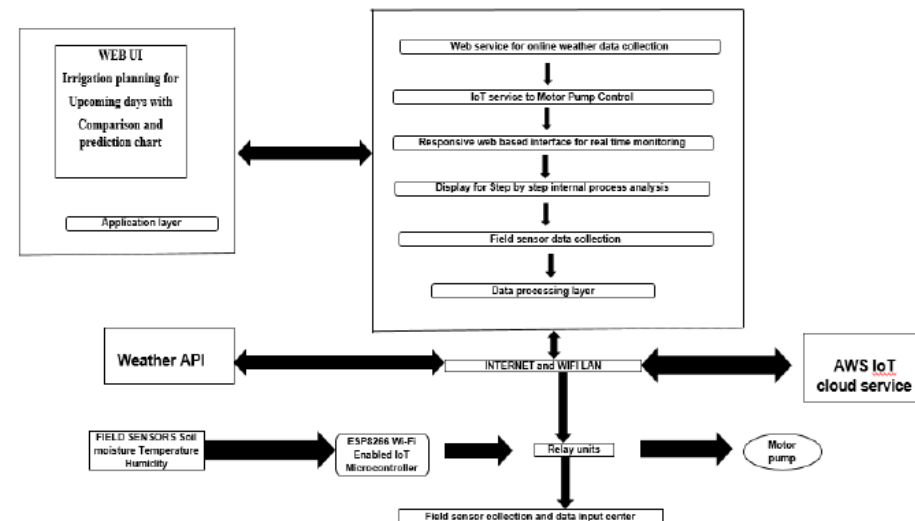 WEB UI
Irrigation planning for
Upcoming days with
Comparison and
prediction chart
Application layer
Web service for online weather data collection
IoT service to Motor Pump Control
Responsive web based interface for real time monitoring
Display for Step by step internal process analysis
Field sensor data collection
Data processing layer
Weather API
INTERNET and WIFI LAN
AWS IoT
cloud service
FIELD SENSORS Soil
moisture Temperature
Humidity
ESP8266 Wi-Fi
Enabled IoT
Microcontroller
Relay units
Motor
pump
Field sensor collection and data input center